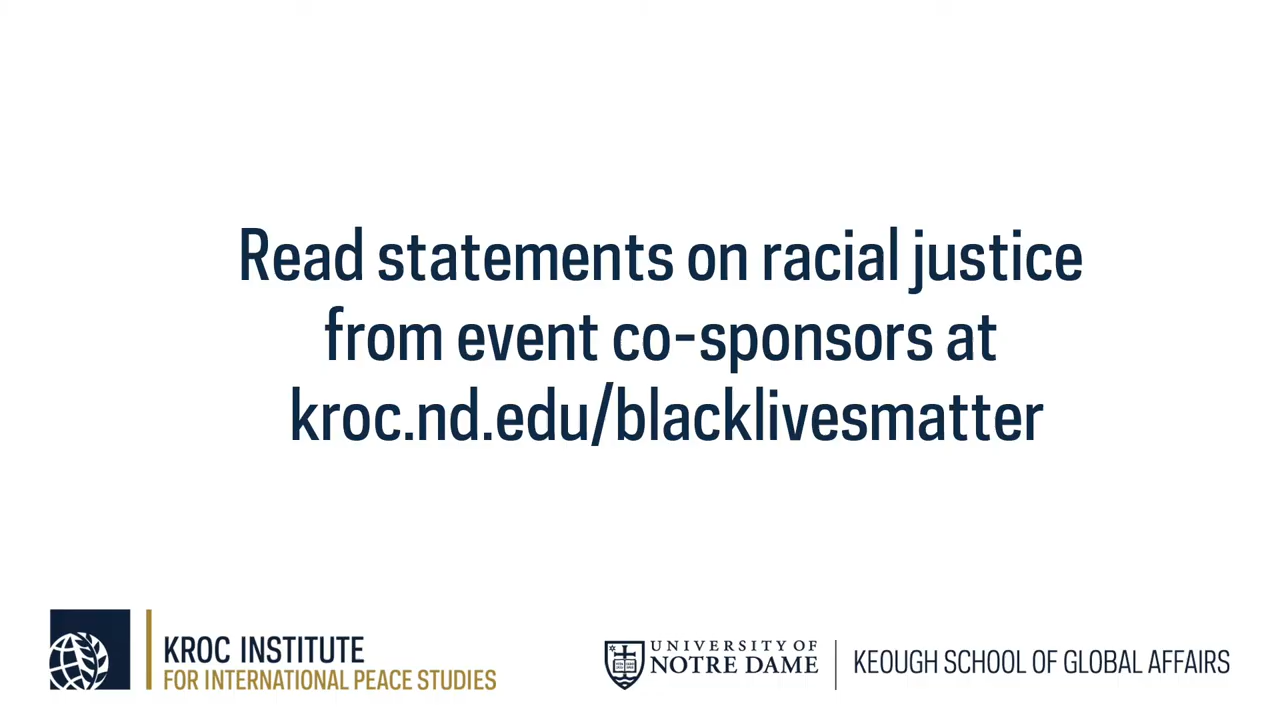 Read statements on racial justice
from event co-sponsors at
kroc.nd.edu/blacklivesmatter
KROC INSTITUTE
FOR INTERNATIONAL PEACE STUDIES
UNIVERSITY OF
NOTRE DAME
KEOUGH SCHOOL OF GLOBAL AFFAIRS